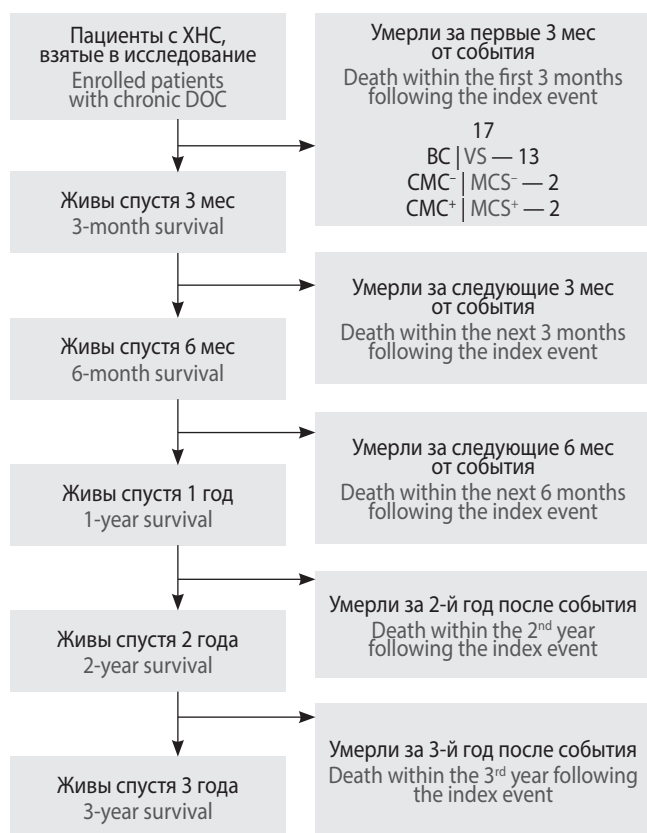 Пациенты с ХНС,
взятые в исследование
Enrolled patients
with chronic DOC
Умерли за первые 3 мес
от события
Death within the first 3 months
following the index event
17
ВС | VS — 13
СМС⁻ | MCS⁻ — 2
СМС⁺ | MCS⁺ — 2
Живы спустя 3 мес
3-month survival
Умерли за следующие 3 мес
от события
Death within the next 3 months
following the index event
Живы спустя 6 мес
6-month survival
Умерли за следующие 6 мес
от события
Death within the next 6 months
following the index event
Живы спустя 1 год
1-year survival
Умерли за 2-й год после события
Death within the 2ⁿᵈ year
following the index event
Живы спустя 2 года
2-year survival
Умерли за 3-й год после события
Death within the 3ʳᵈ year following
the index event
Живы спустя 3 года
3-year survival